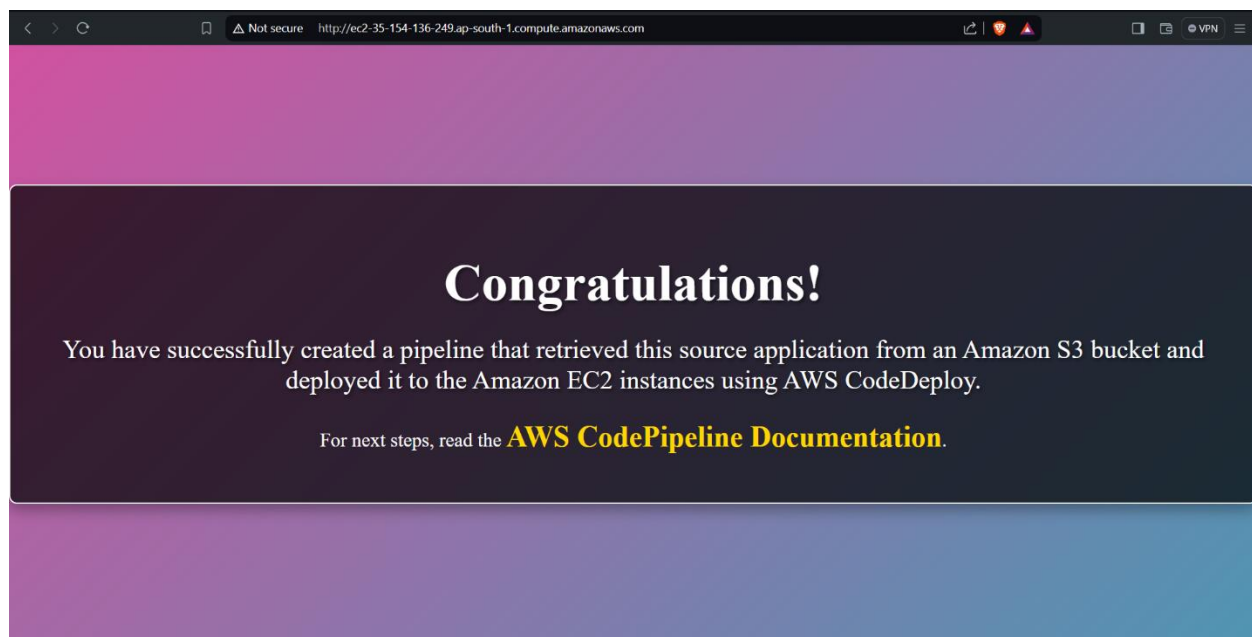 Not secure http://ec2-35-154-136-249.ap-south-1.compute.amazonaws.com VPN
Congratulations!
You have successfully created a pipeline that retrieved this source application from an Amazon S3 bucket and
deployed it to the Amazon EC2 instances using AWS CodeDeploy.
For next steps, read the AWS CodePipeline Documentation.